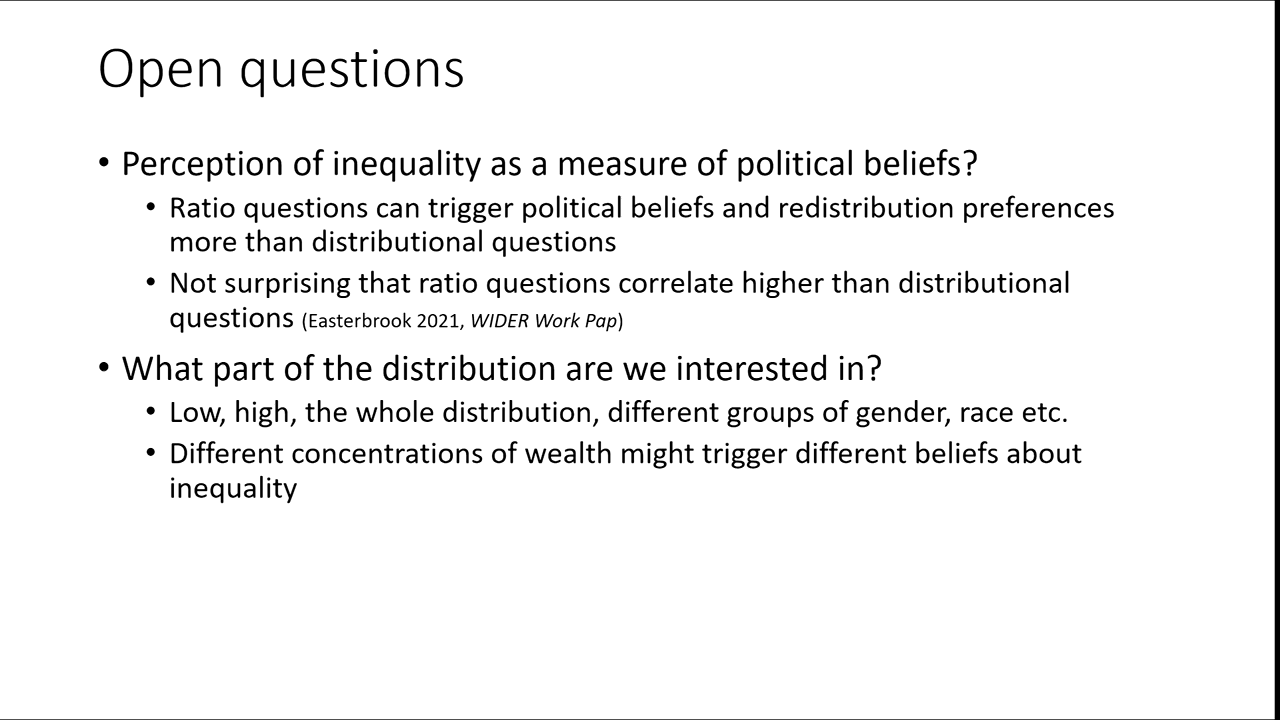 Open questions
• Perception of inequality as a measure of political beliefs?
• Ratio questions can trigger political beliefs and redistribution preferences
more than distributional questions
• Not surprising that ratio questions correlate higher than distributional
questions (Easterbrook 2021, WIDER Work Pap)
• What part of the distribution are we interested in?
• Low, high, the whole distribution, different groups of gender, race etc.
• Different concentrations of wealth might trigger different beliefs about
inequality